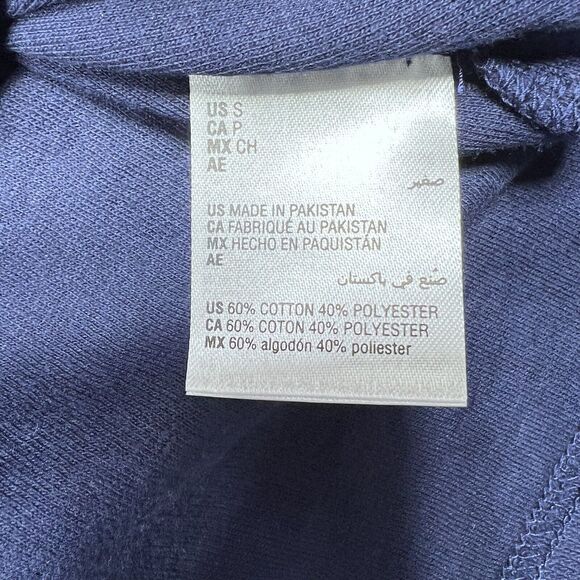 US S
CA P
MX CH
AE
صغير
US MADE IN PAKISTAN
CA FABRIQUÉ AU PAKISTAN
MX HECHO EN PAQUISTÁN
AE
صُنع في باكستان
US 60% COTTON 40% POLYESTER
CA 60% COTON 40% POLYESTER
MX 60% algodón 40% poliester